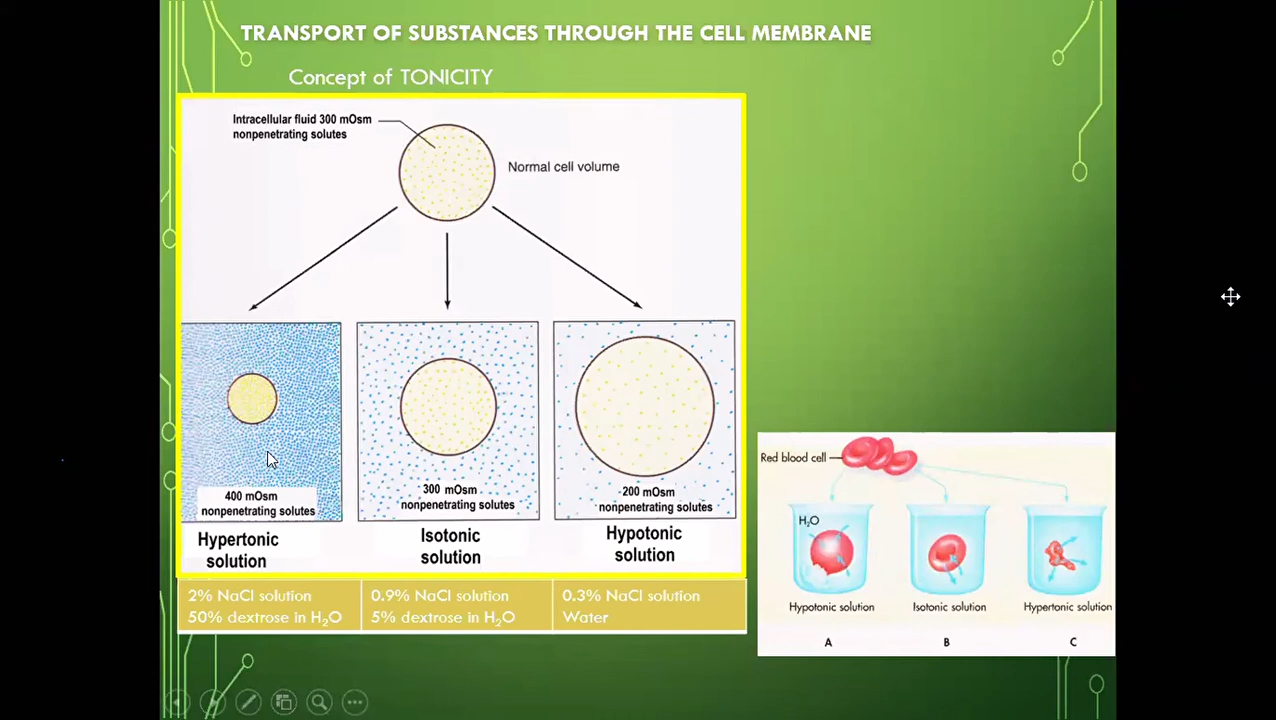 TRANSPORT OF SUBSTANCES THROUGH THE CELL MEMBRANE
Concept of TONICITY
Intracellular fluid 300 mOsm
nonpenetrating solutes
Normal cell volume
400 mOsm
nonpenetrating solutes
300 mOsm
nonpenetrating solutes
200 mOsm
nonpenetrating solutes
Hypertonic
solution
Isotonic
solution
Hypotonic
solution
2% NaCl solution
50% dextrose in H₂O
0.9% NaCl solution
5% dextrose in H₂O
0.3% NaCl solution
Water
Red blood cell
H₂O
Hypotonic solution
Isotonic solution
Hypertonic solution
A
B
C